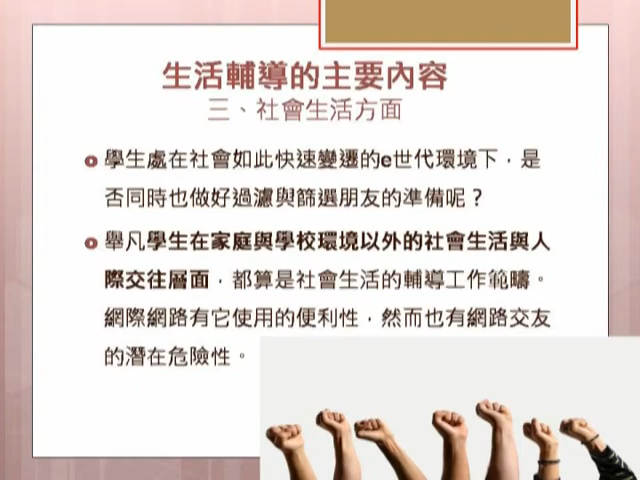 生活輔導的主要內容
三、社會生活方面
學生處在社會如此快速變遷的e世代環境下，是
否同時也做好過濾與篩選朋友的準備呢？
舉凡學生在家庭與學校環境以外的社會生活與人
際交往層面，都算是社會生活的輔導工作範疇。
網際網路有它使用的便利性，然而也有網路交友
的潛在危險性。